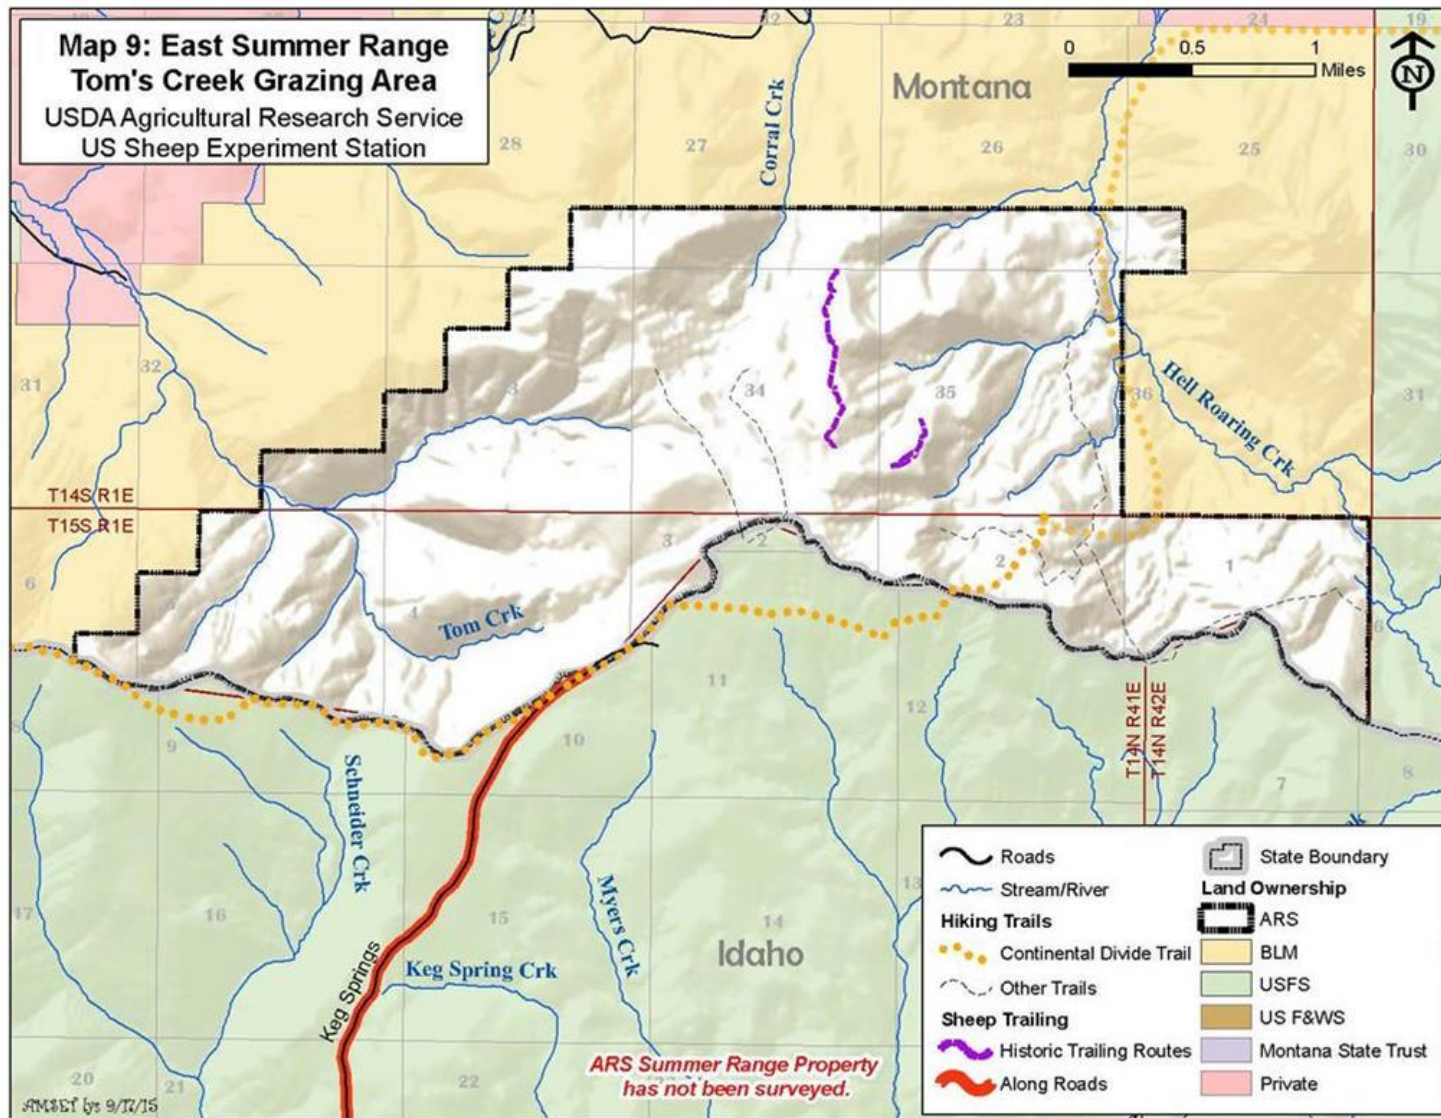 Map 9: East Summer Range
Tom's Creek Grazing Area
USDA Agricultural Research Service
US Sheep Experiment Station
22
23
24
19
0
0.5
1
Miles
N
Montana
28
27
26
25
30
Corral Crk
31
32
33
34
35
36
31
Hell Roaring Crk
T14S R1E
T15S R1E
6
5
4
3
2
2
1
6
Tom Crk
8
9
10
11
12
7
8
T14N R41E
T14N R42E
Schneider Crk
17
16
15
14
13
Myers Crk
Idaho
Keg Spring Crk
Keg Springs
20
21
22
ARS Summer Range Property
has not been surveyed.
Roads
Stream/River
Hiking Trails
Continental Divide Trail
Other Trails
Sheep Trailing
Historic Trailing Routes
Along Roads
State Boundary
Land Ownership
ARS
BLM
USFS
US F&WS
Montana State Trust
Private
9/17/15